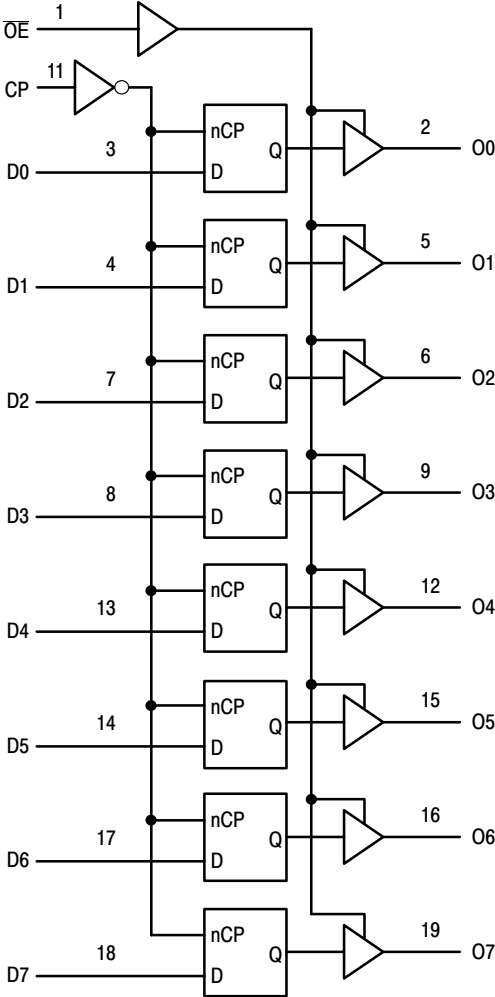 OE 1
CP 11
nCP
D0 3 D Q 2 O0
nCP
D1 4 D Q 5 O1
nCP
D2 7 D Q 6 O2
nCP
D3 8 D Q 9 O3
nCP
D4 13 D Q 12 O4
nCP
D5 14 D Q 15 O5
nCP
D6 17 D Q 16 O6
nCP
D7 18 D Q 19 O7